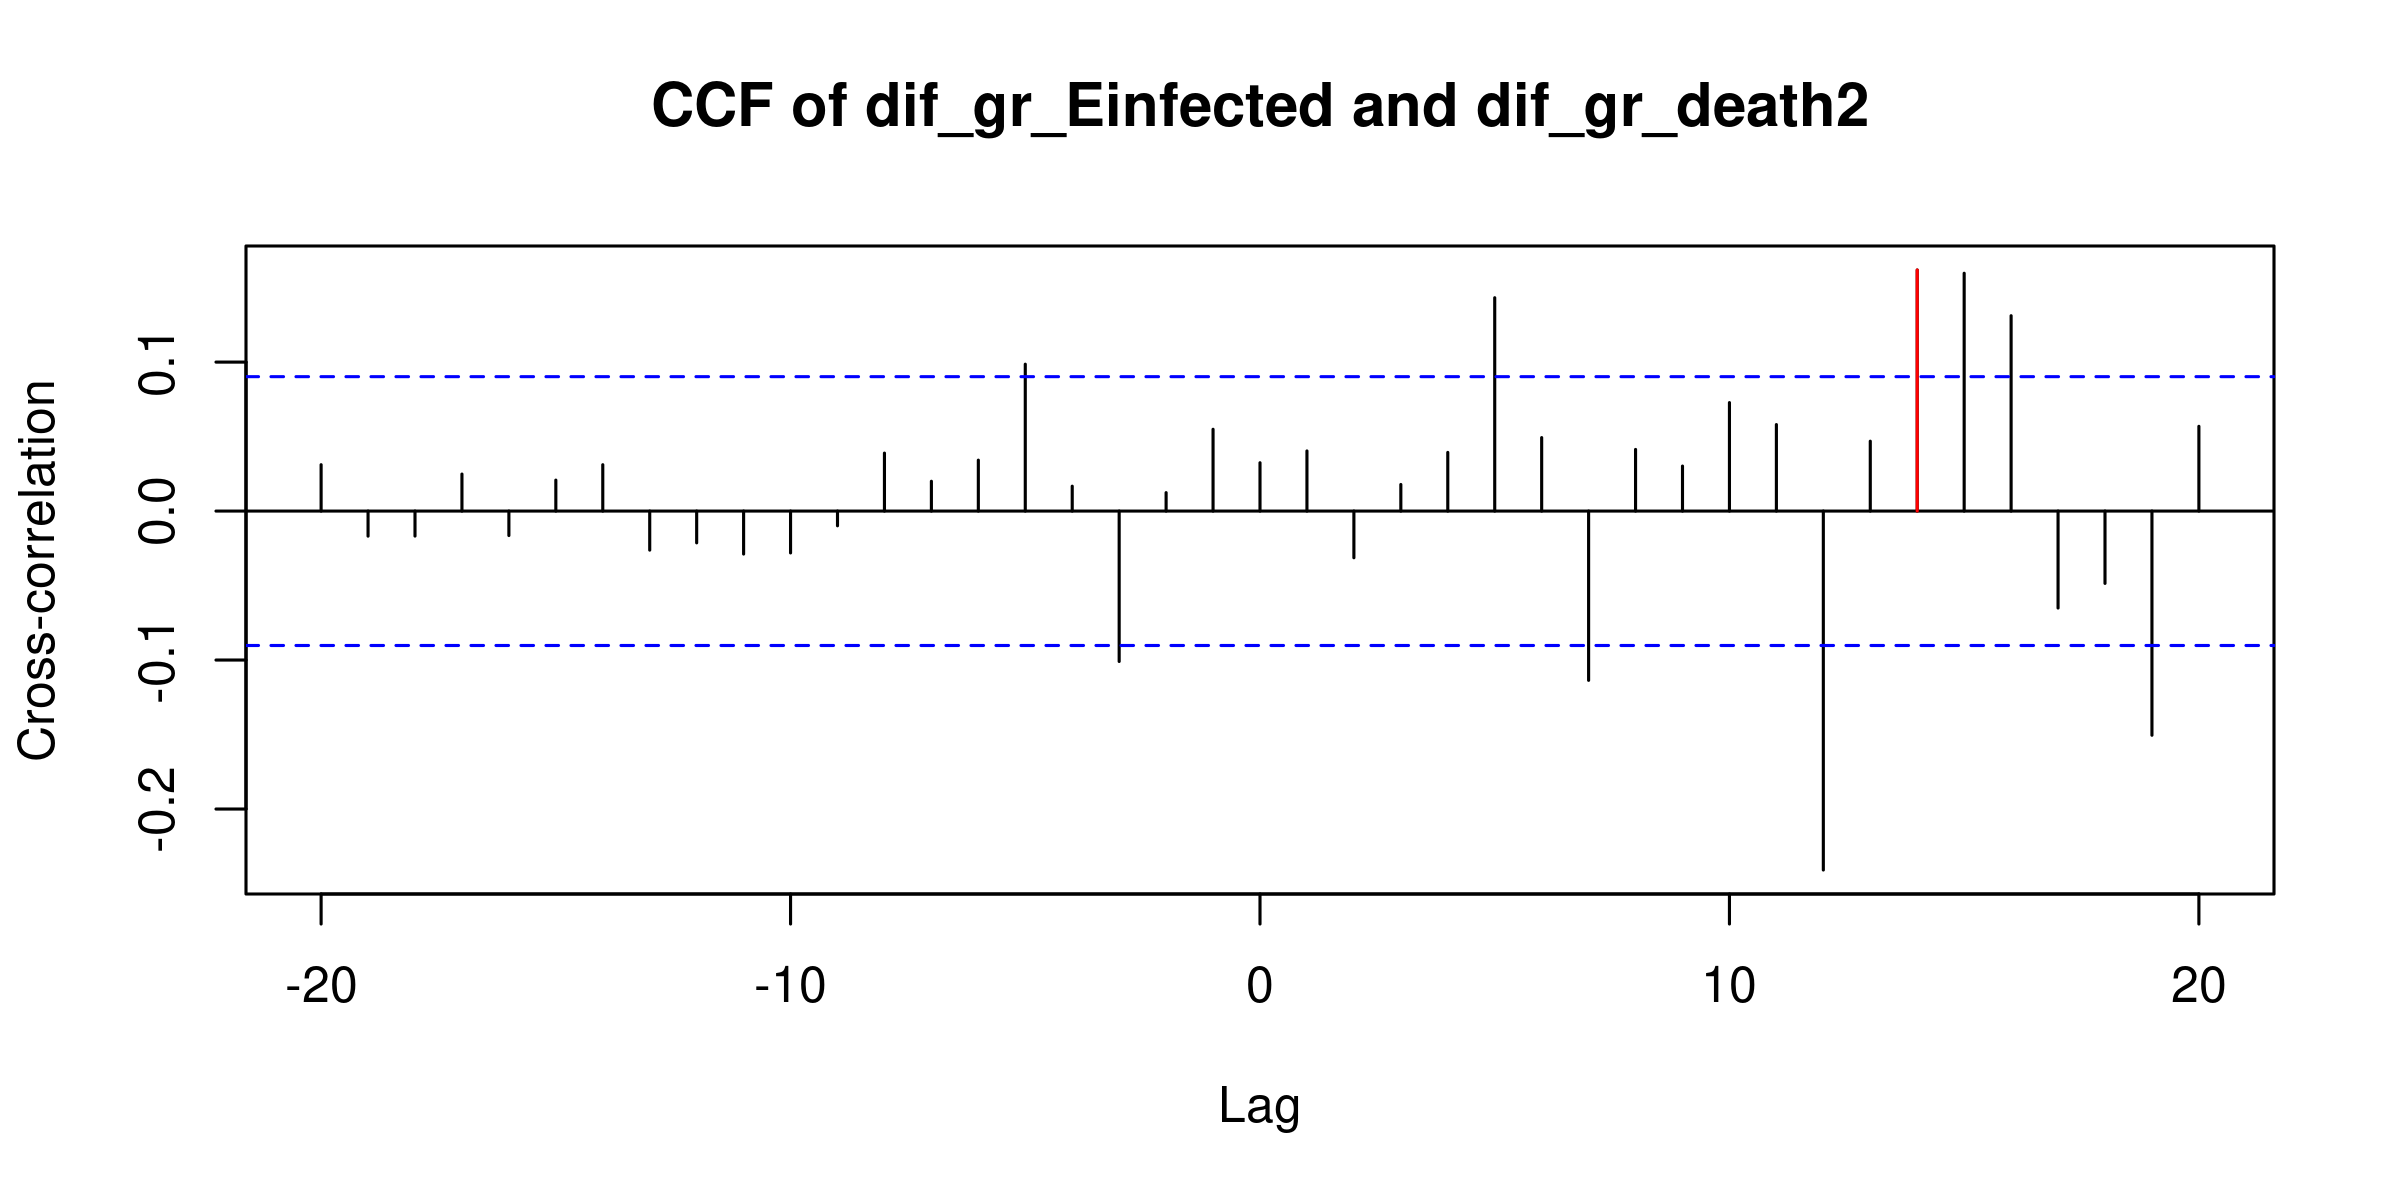 CCF of dif_gr_Einfected and dif_gr_death2
Cross-correlation
0.1
0.0
-0.1
-0.2
-20 -10 0 10 20
Lag